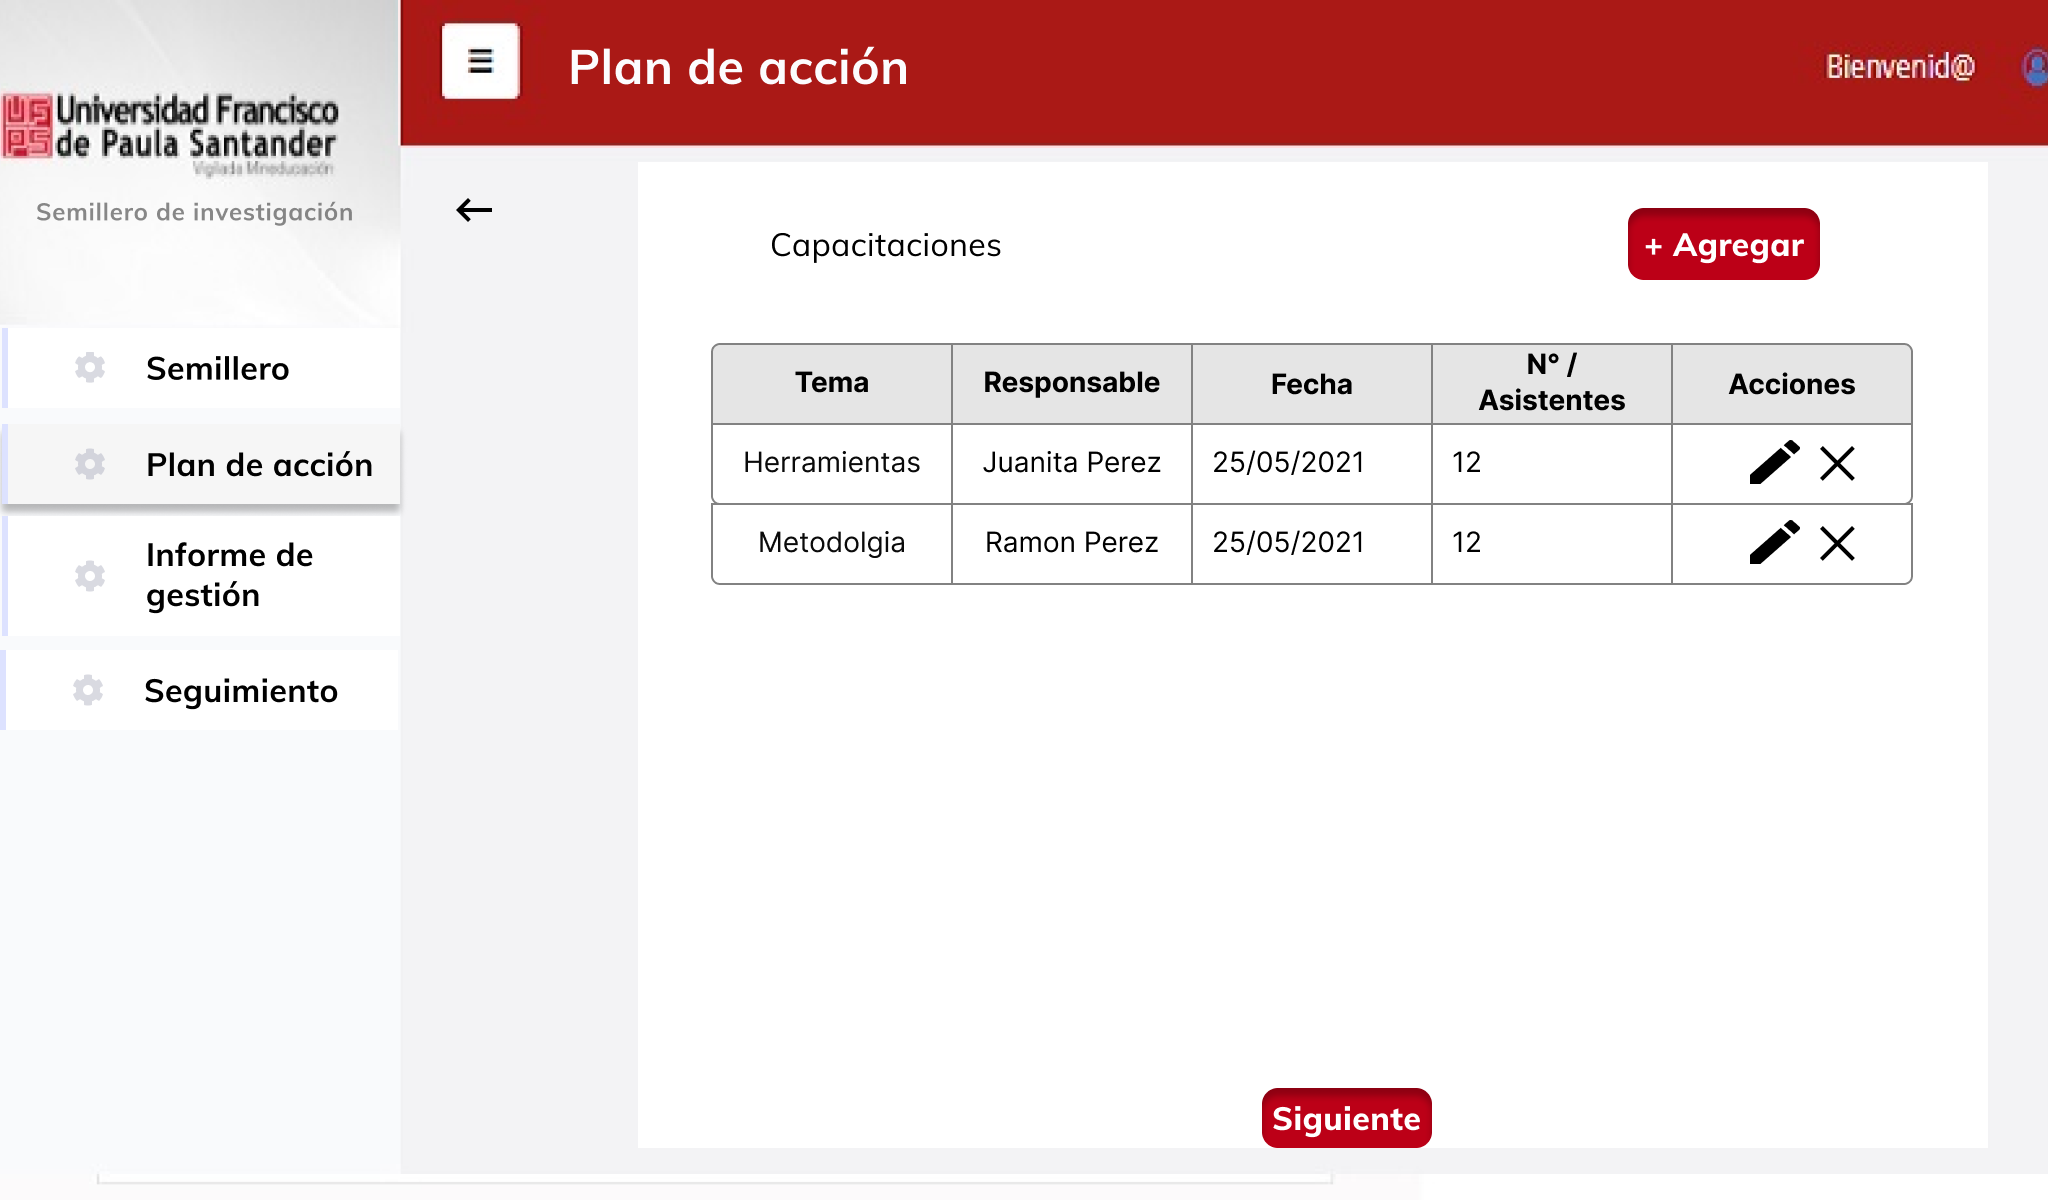 Universidad Francisco
de Paula Santander
Vigilada Mineducación
Semillero de investigación
Semillero
Plan de acción
Informe de
gestión
Seguimiento
Plan de acción
Bienvenid@
Capacitaciones
+ Agregar
Tema Responsable Fecha N° / Asistentes Acciones
Herramientas Juanita Perez 25/05/2021 12
Metodolgia Ramon Perez 25/05/2021 12
Siguiente